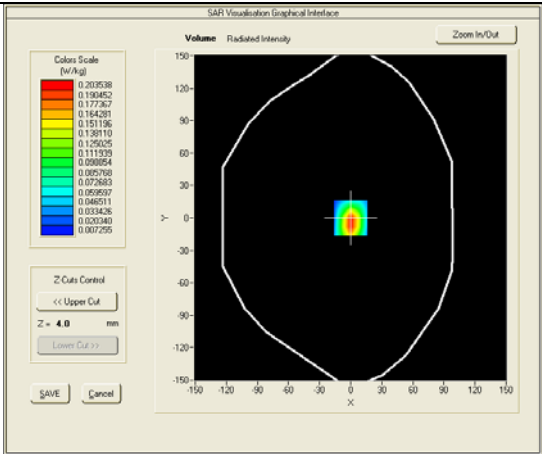 SAR Visualisation Graphical Interface
Volume Radiated Intensity
Zoom In/Out
Colors Scale
(W/kg)
0.203538
0.190452
0.177367
0.164281
0.151196
0.138110
0.125025
0.111939
0.098854
0.085768
0.072683
0.059597
0.046511
0.033426
0.020340
0.007255
Z-Cuts Control
<< Upper Cut
Z = 4.0 mm
Lower Cut >>
SAVE Cancel
150-
120-
90-
60-
30-
0-
-30-
-60-
-90-
-120-
-150-
Y
-150 -120 -90 -60 -30 0 30 60 90 120 150
X